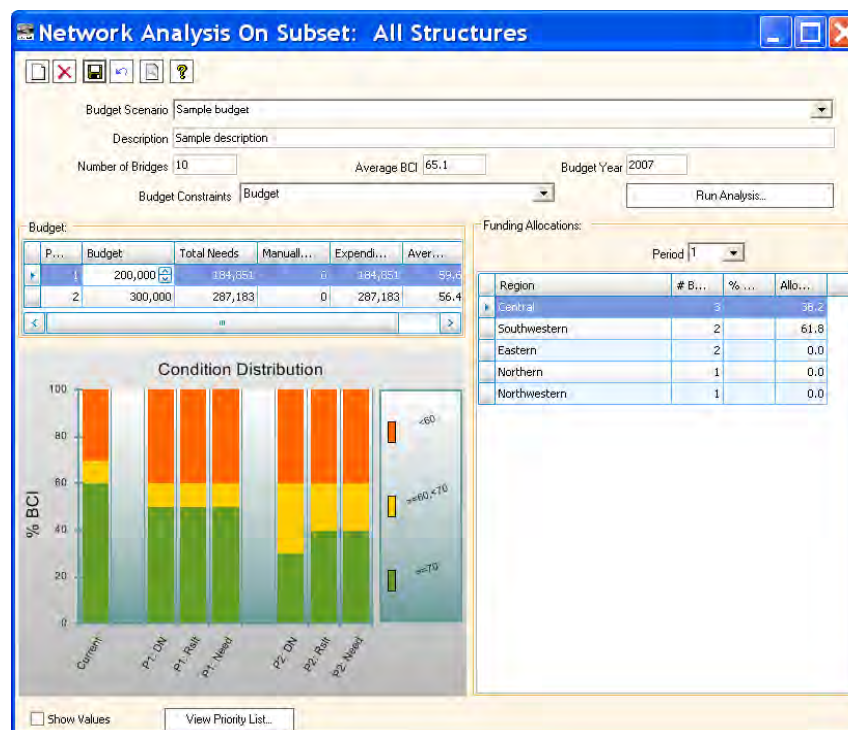 Network Analysis On Subset: All Structures
Budget Scenario Sample budget
Description Sample description
Number of Bridges 10 Average BCI 65.1 Budget Year 2007
Budget Constraints Budget Run Analysis...
Budget: Funding Allocations:
Period 1
P... Budget Total Needs Manuall... Expendi... Aver...
1 200,000 184,851 0 184,851 59.6
2 300,000 287,183 0 287,183 56.4
Region # B... % ... Allo...
Central 3 38.2
Southwestern 2 61.8
Eastern 2 0.0
Northern 1 0.0
Northwestern 1 0.0
Condition Distribution
% BCI
100
80
60
40
20
0
Current P1: DN P1: Rslt P1: Need P2: DN P2: Rslt P2: Need
<60
>=60,<70
>=70
Show Values View Priority List...